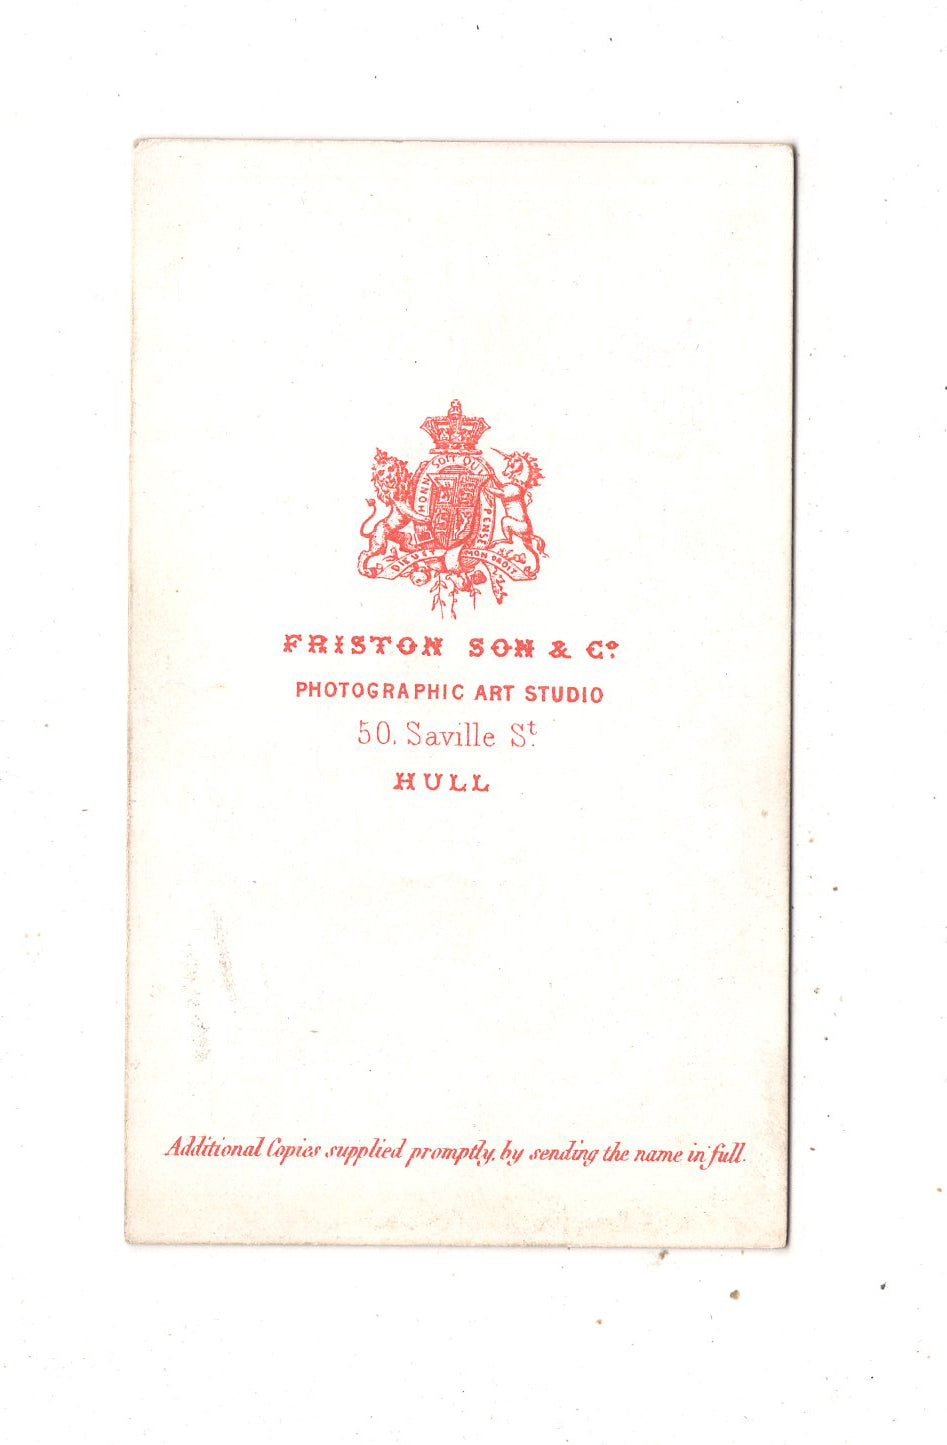 HONI SOIT QUI PENSE
DIEU ET MON DROIT
FRISTON SON & Cº
PHOTOGRAPHIC ART STUDIO
50, Saville Sᵗ.
HULL
Additional Copies supplied promptly, by sending the name in full.